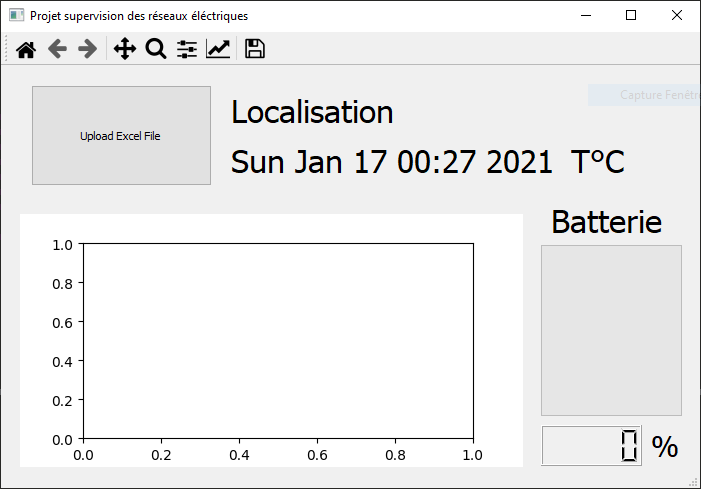 Projet supervision des réseaux éléctriques
Capture Fenêtr
Upload Excel File
Localisation
Sun Jan 17 00:27 2021 T°C
Batterie
1.0
0.8
0.6
0.4
0.2
0.0
0.0 0.2 0.4 0.6 0.8 1.0
0 %